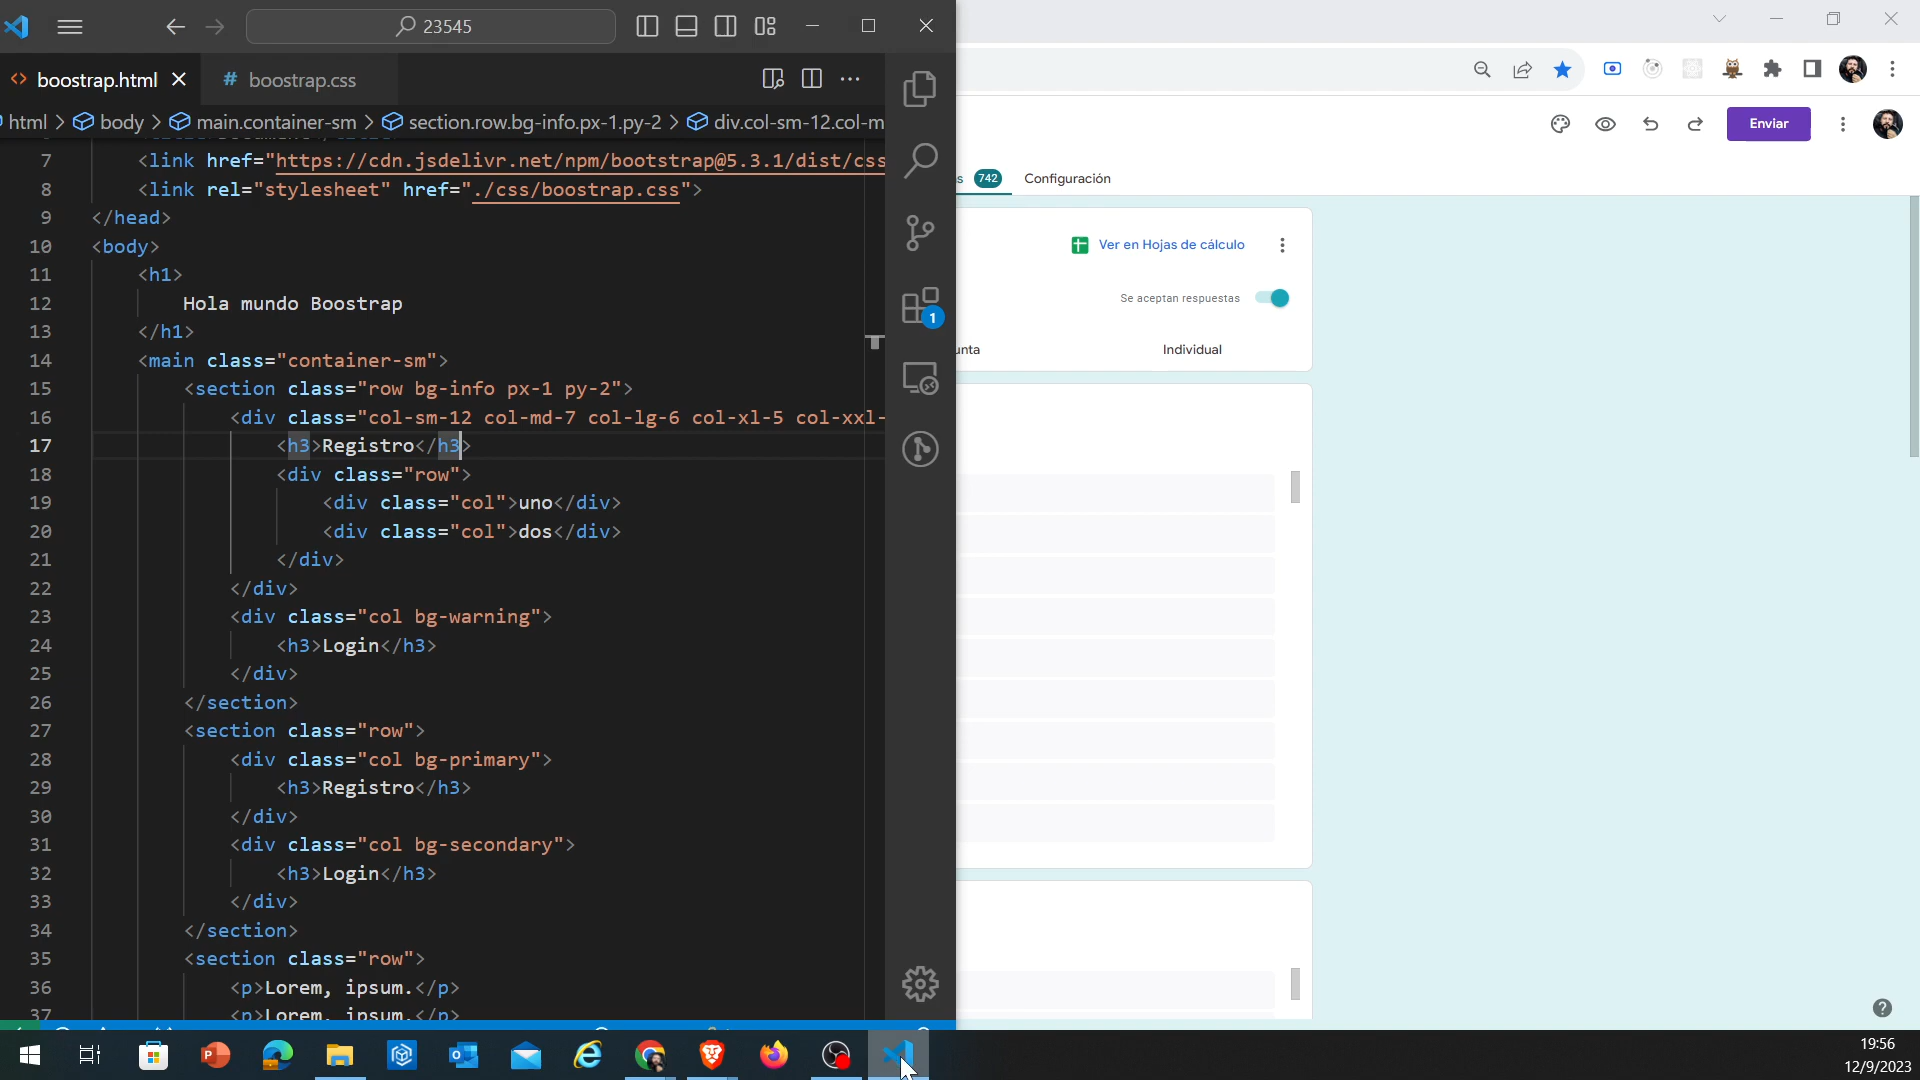 23545
boostrap.html
# boostrap.css
html > body > main.container-sm > section.row.bg-info.px-1.py-2 > div.col-sm-12.col-m
7 <link href="https://cdn.jsdelivr.net/npm/bootstrap@5.3.1/dist/css
8 <link rel="stylesheet" href="./css/boostrap.css">
9 </head>
10 <body>
11 <h1>
12 Hola mundo Boostrap
13 </h1>
14 <main class="container-sm">
15 <section class="row bg-info px-1 py-2">
16 <div class="col-sm-12 col-md-7 col-lg-6 col-xl-5 col-xxl-
17 <h3>Registro</h3>
18 <div class="row">
19 <div class="col">uno</div>
20 <div class="col">dos</div>
21 </div>
22 </div>
23 <div class="col bg-warning">
24 <h3>Login</h3>
25 </div>
26 </section>
27 <section class="row">
28 <div class="col bg-primary">
29 <h3>Registro</h3>
30 </div>
31 <div class="col bg-secondary">
32 <h3>Login</h3>
33 </div>
34 </section>
35 <section class="row">
36 <p>Lorem, ipsum.</p>
37 <p>Lorem, ipsum.</p>
1
Enviar
s 742 Configuración
Ver en Hojas de cálculo
Se aceptan respuestas
unta Individual
19:56
12/9/2023